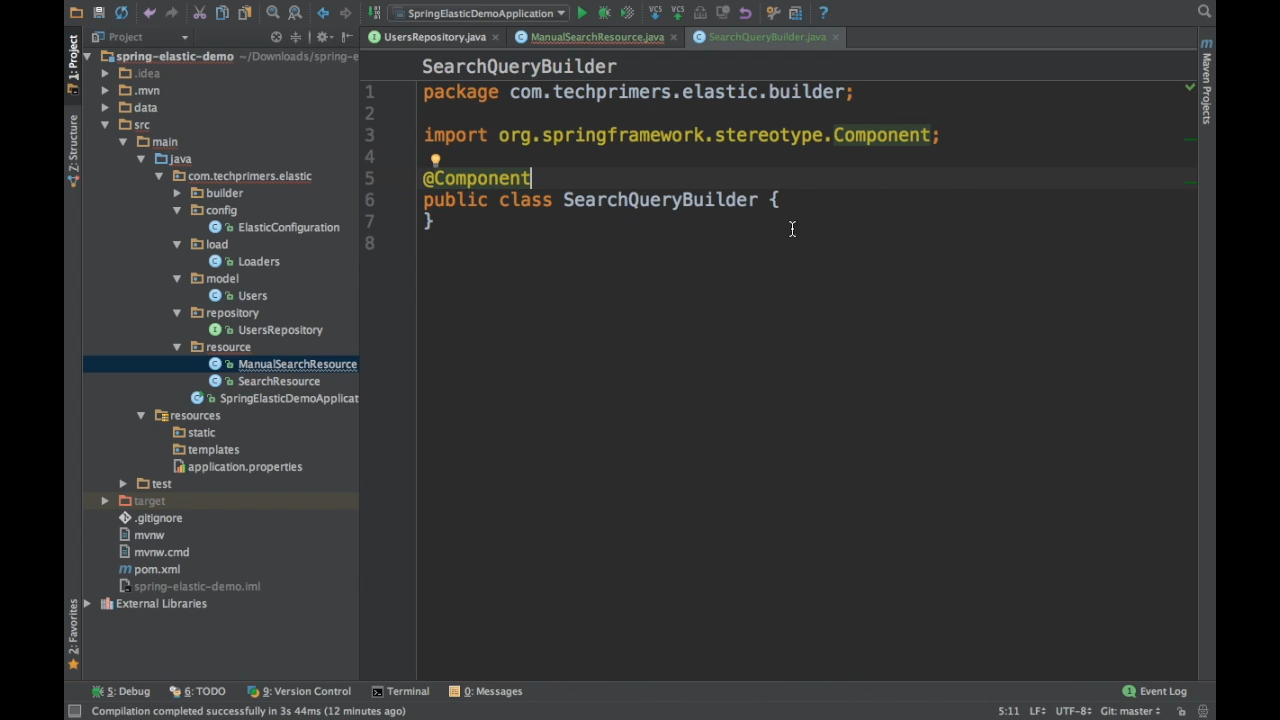 SpringElasticDemoApplication
Project
UsersRepository.java
ManualSearchResource.java
SearchQueryBuilder.java
1: Project
Z: Structure
2: Favorites
Maven Projects
spring-elastic-demo ~/Downloads/spring-e
.idea
.mvn
data
src
main
java
com.techprimers.elastic
builder
config
ElasticConfiguration
load
Loaders
model
Users
repository
UsersRepository
resource
ManualSearchResource
SearchResource
SpringElasticDemoApplicat
resources
static
templates
application.properties
test
target
.gitignore
mvnw
mvnw.cmd
pom.xml
spring-elastic-demo.iml
External Libraries
SearchQueryBuilder
1 package com.techprimers.elastic.builder;
2
3 import org.springframework.stereotype.Component;
4
5 @Component
6 public class SearchQueryBuilder {
7 }
8
5: Debug 6: TODO 9: Version Control Terminal 0: Messages 1 Event Log
Compilation completed successfully in 3s 44ms (12 minutes ago) 5:11 LF UTF-8 Git: master